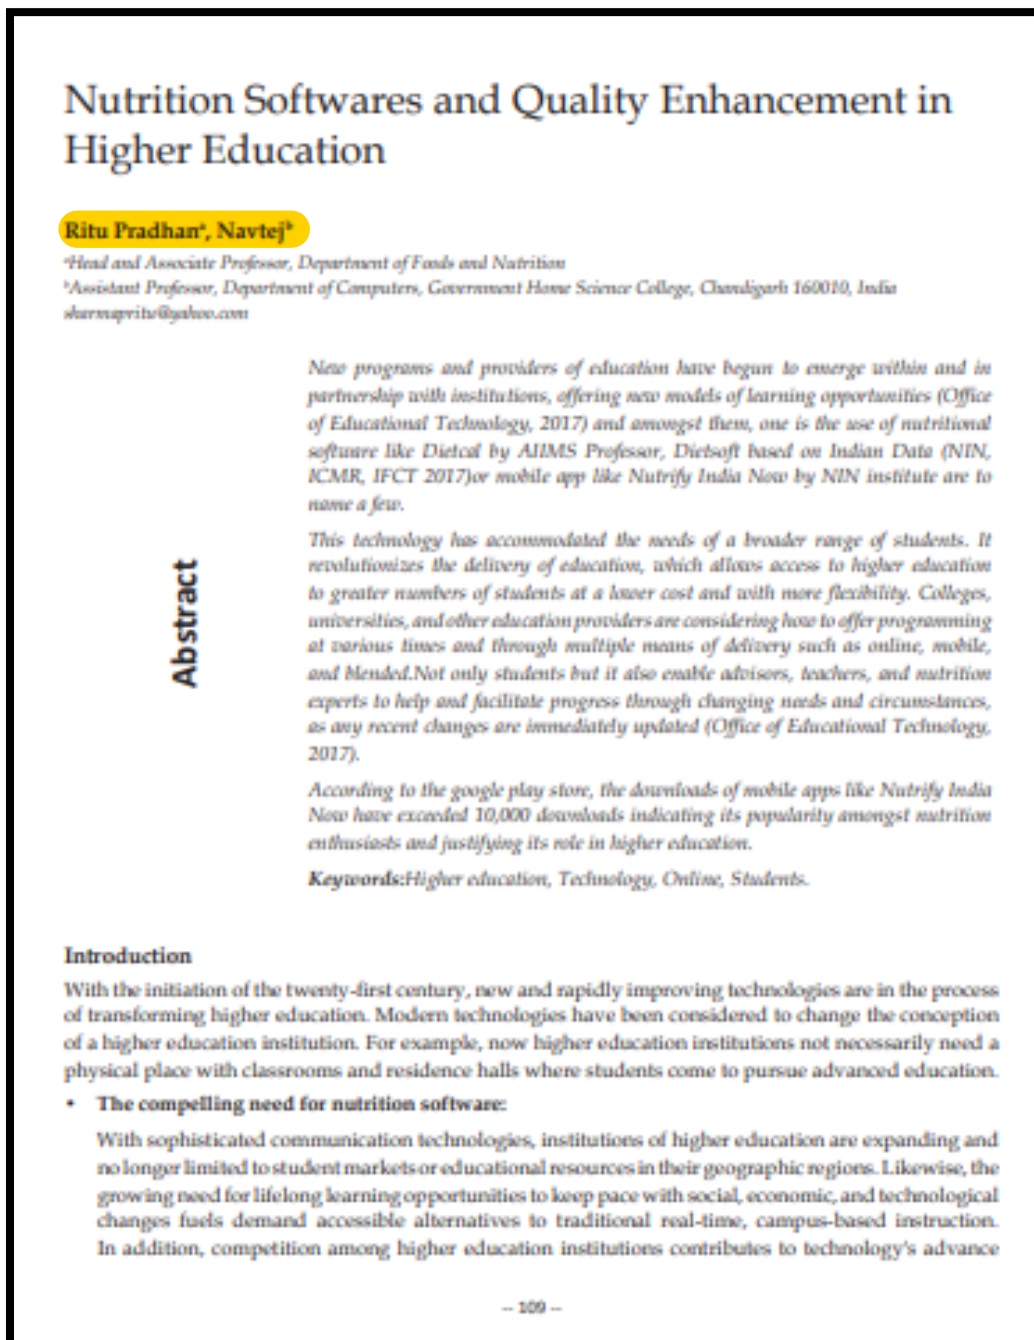 Nutrition Softwares and Quality Enhancement in
Higher Education
Ritu Pradhanᵃ, Navtejᵇ
ᵃHead and Associate Professor, Department of Foods and Nutrition
ᵇAssistant Professor, Department of Computers, Government Home Science College, Chandigarh 160010, India
sharmapritu@yahoo.com
Abstract
New programs and providers of education have begun to emerge within and in
partnership with institutions, offering new models of learning opportunities (Office
of Educational Technology, 2017) and amongst them, one is the use of nutritional
software like Dietcal by AIIMS Professor, Dietsoft based on Indian Data (NIN,
ICMR, IFCT 2017)or mobile app like Nutrify India Now by NIN institute are to
name a few.
This technology has accommodated the needs of a broader range of students. It
revolutionizes the delivery of education, which allows access to higher education
to greater numbers of students at a lower cost and with more flexibility. Colleges,
universities, and other education providers are considering how to offer programming
at various times and through multiple means of delivery such as online, mobile,
and blended.Not only students but it also enable advisors, teachers, and nutrition
experts to help and facilitate progress through changing needs and circumstances,
as any recent changes are immediately updated (Office of Educational Technology,
2017).
According to the google play store, the downloads of mobile apps like Nutrify India
Now have exceeded 10,000 downloads indicating its popularity amongst nutrition
enthusiasts and justifying its role in higher education.
Keywords:Higher education, Technology, Online, Students.
Introduction
With the initiation of the twenty-first century, new and rapidly improving technologies are in the process
of transforming higher education. Modern technologies have been considered to change the conception
of a higher education institution. For example, now higher education institutions not necessarily need a
physical place with classrooms and residence halls where students come to pursue advanced education.
• The compelling need for nutrition software:
With sophisticated communication technologies, institutions of higher education are expanding and
no longer limited to student markets or educational resources in their geographic regions. Likewise, the
growing need for lifelong learning opportunities to keep pace with social, economic, and technological
changes fuels demand accessible alternatives to traditional real-time, campus-based instruction.
In addition, competition among higher education institutions contributes to technology's advance
-- 109 --